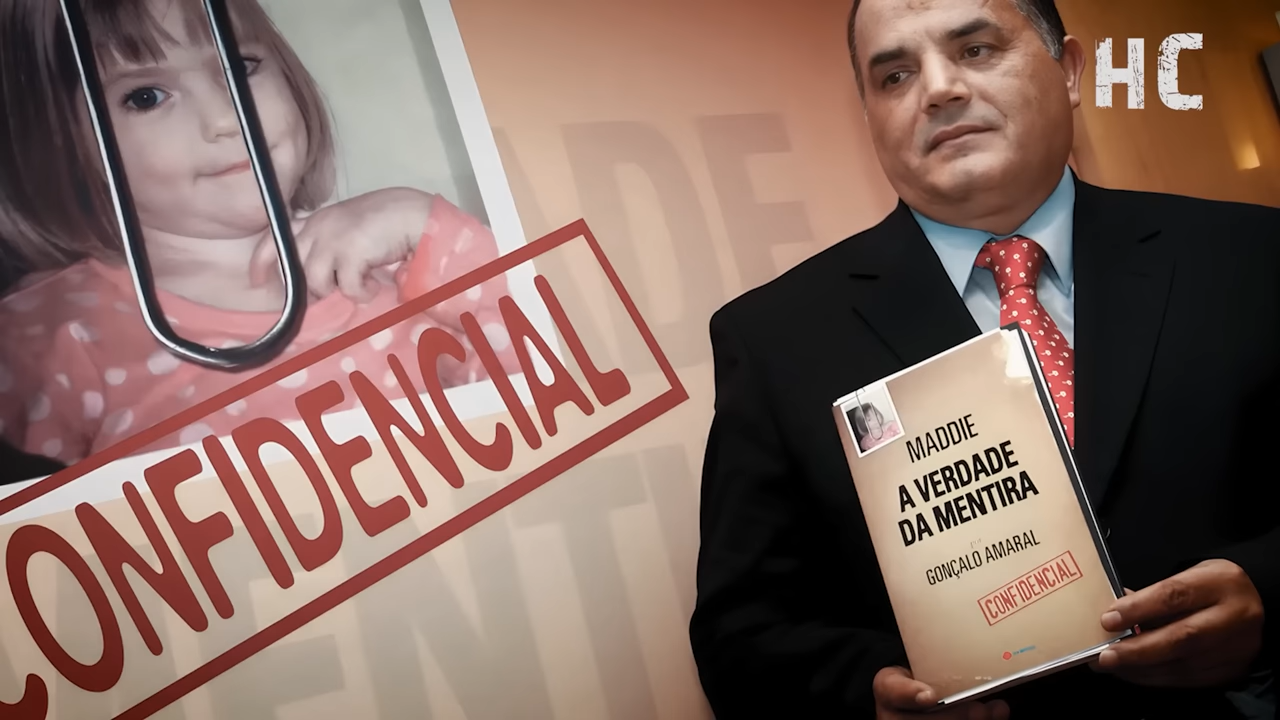 HC
CONFIDENCIAL
MADDIE
A VERDADE
DA MENTIRA
GONÇALO AMARAL
CONFIDENCIAL